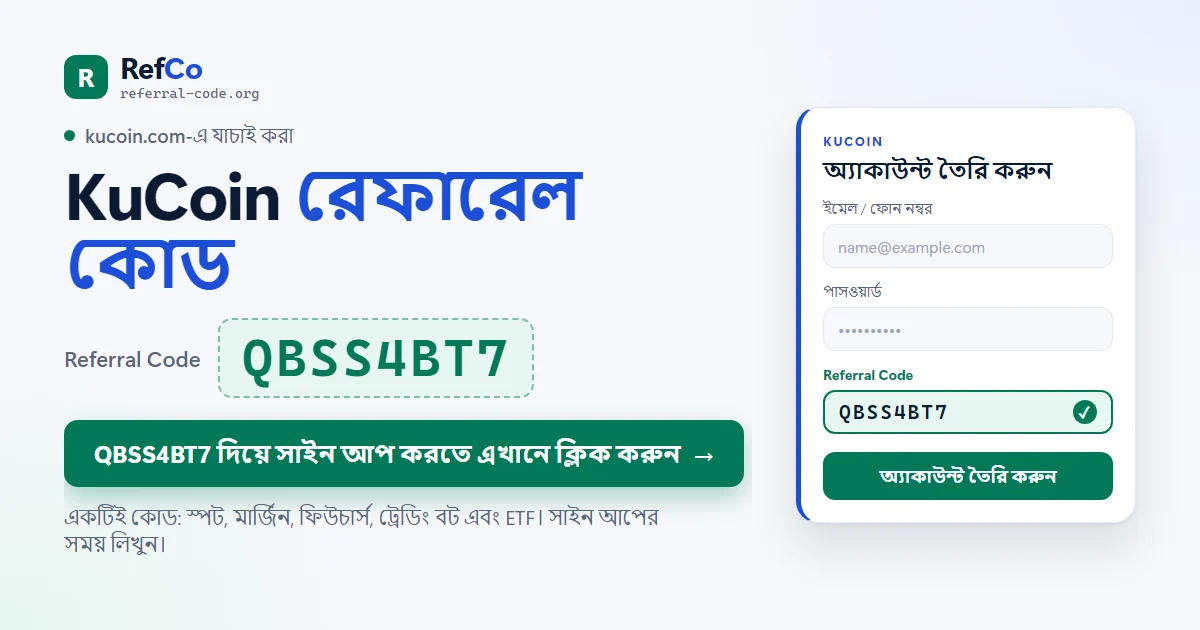 R
RefCo
referral-code.org
kucoin.com-এ যাচাই করা
KuCoin রেফারেল
কোড
Referral Code
QBSS4BT7
QBSS4BT7 দিয়ে সাইন আপ করতে এখানে ক্লিক করুন →
একটিই কোড: স্পট, মার্জিন, ফিউচার্স, ট্রেডিং বট এবং ETF। সাইন আপের
সময় লিখুন।
KUCOIN
অ্যাকাউন্ট তৈরি করুন
ইমেল / ফোন নম্বর
name@example.com
পাসওয়ার্ড
••••••••••
Referral Code
QBSS4BT7
✓
অ্যাকাউন্ট তৈরি করুন